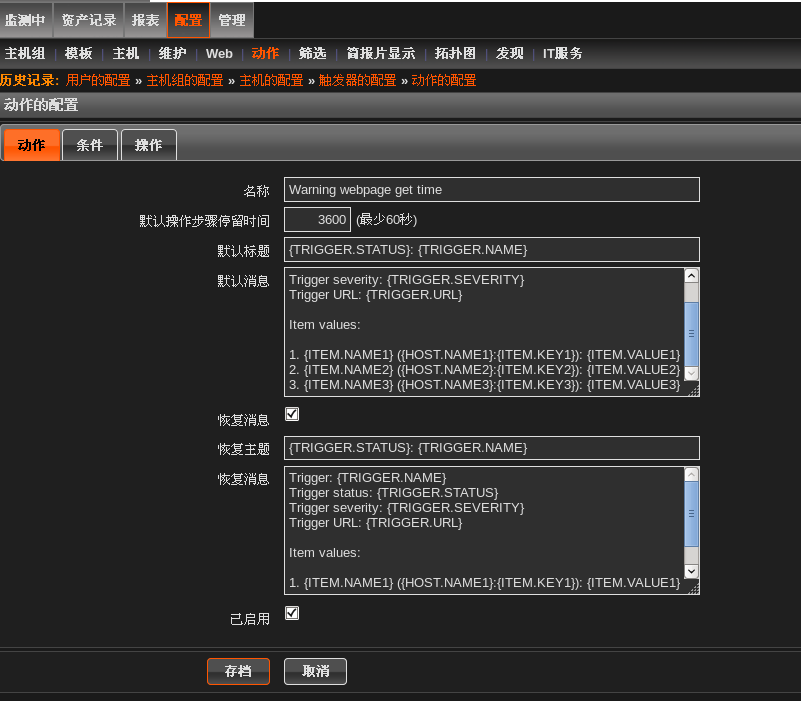 监测中 资产记录 报表 配置 管理
主机组 | 模板 | 主机 | 维护 | Web | 动作 | 筛选 | 简报片显示 | 拓扑图 | 发现 | IT服务
历史记录: 用户的配置 » 主机组的配置 » 主机的配置 » 触发器的配置 » 动作的配置
动作的配置
动作 条件 操作
名称 Warning webpage get time
默认操作步骤停留时间 3600 (最少60秒)
默认标题 {TRIGGER.STATUS}: {TRIGGER.NAME}
默认消息 Trigger severity: {TRIGGER.SEVERITY}
Trigger URL: {TRIGGER.URL}
Item values:
1. {ITEM.NAME1} ({HOST.NAME1}:{ITEM.KEY1}): {ITEM.VALUE1}
2. {ITEM.NAME2} ({HOST.NAME2}:{ITEM.KEY2}): {ITEM.VALUE2}
3. {ITEM.NAME3} ({HOST.NAME3}:{ITEM.KEY3}): {ITEM.VALUE3}
恢复消息
恢复主题 {TRIGGER.STATUS}: {TRIGGER.NAME}
恢复消息 Trigger: {TRIGGER.NAME}
Trigger status: {TRIGGER.STATUS}
Trigger severity: {TRIGGER.SEVERITY}
Trigger URL: {TRIGGER.URL}
Item values:
1. {ITEM.NAME1} ({HOST.NAME1}:{ITEM.KEY1}): {ITEM.VALUE1}
已启用
存档 取消